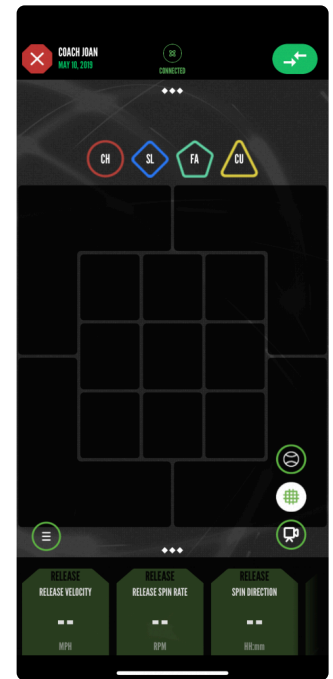 COACH JOAN
MAY 10, 2019
CONNECTED
CH
SL
FA
CU
RELEASE
RELEASE VELOCITY
--
MPH
RELEASE
RELEASE SPIN RATE
--
RPM
RELEASE
SPIN DIRECTION
--
HH:mm